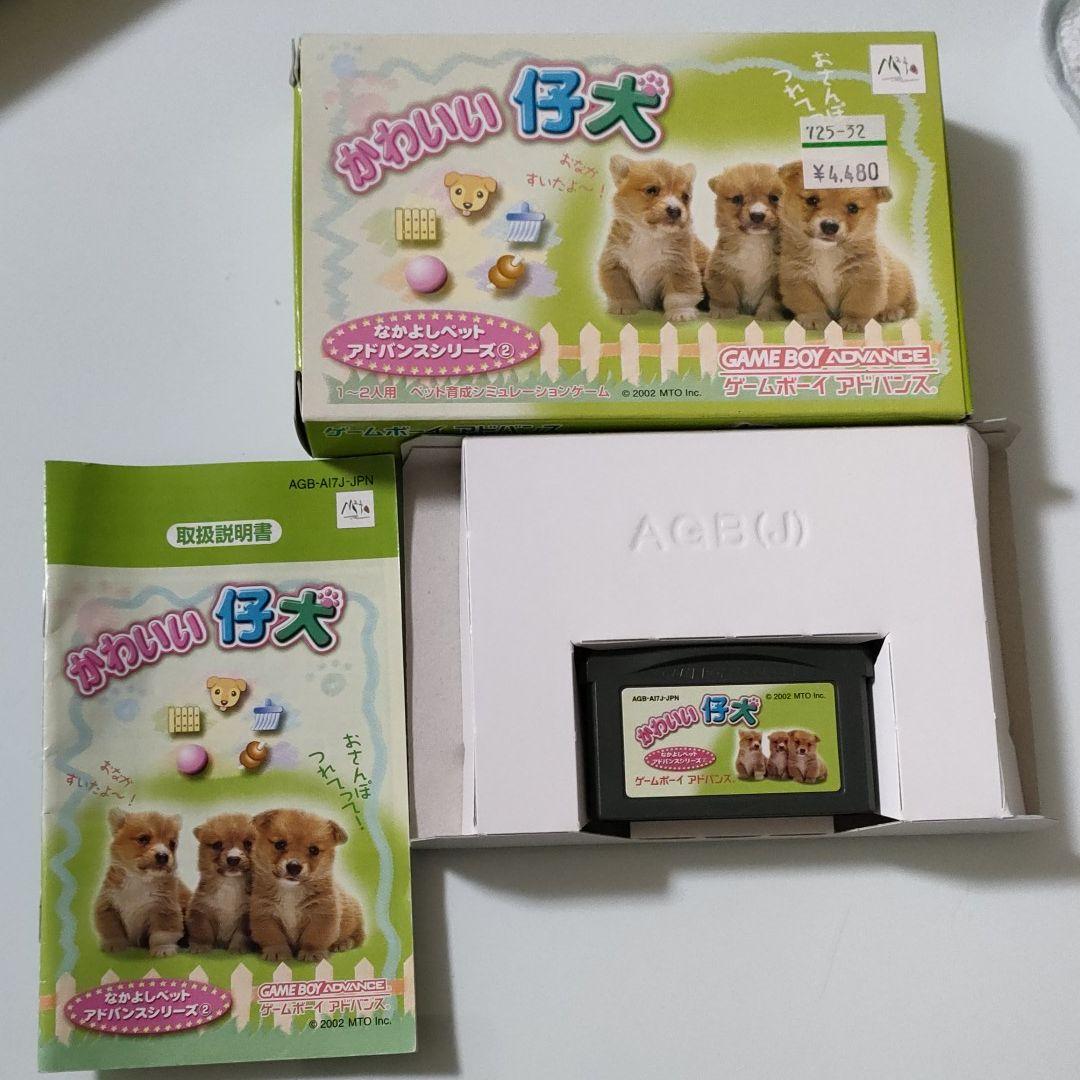 かわいい仔犬
おさんぽ
つれてっ
725-32
¥4,480
おなか
すいたよ〜!
なかよしペット
アドバンスシリーズ②
GAME BOY ADVANCE
ゲームボーイ アドバンス®
1〜2人用 ペット育成シミュレーションゲーム © 2002 MTO Inc.
ゲームボーイ アドバンス
AGB-AI7J-JPN
取扱説明書
かわいい仔犬
おさんぽ
つれてって!
おなか
すいたよ〜!
なかよしペット
アドバンスシリーズ②
GAME BOY ADVANCE
ゲームボーイ アドバンス®
© 2002 MTO Inc.
AGB(J)
AGB-AI7J-JPN © 2002 MTO Inc.
かわいい仔犬
なかよしペット
アドバンスシリーズ②
ゲームボーイ アドバンス®